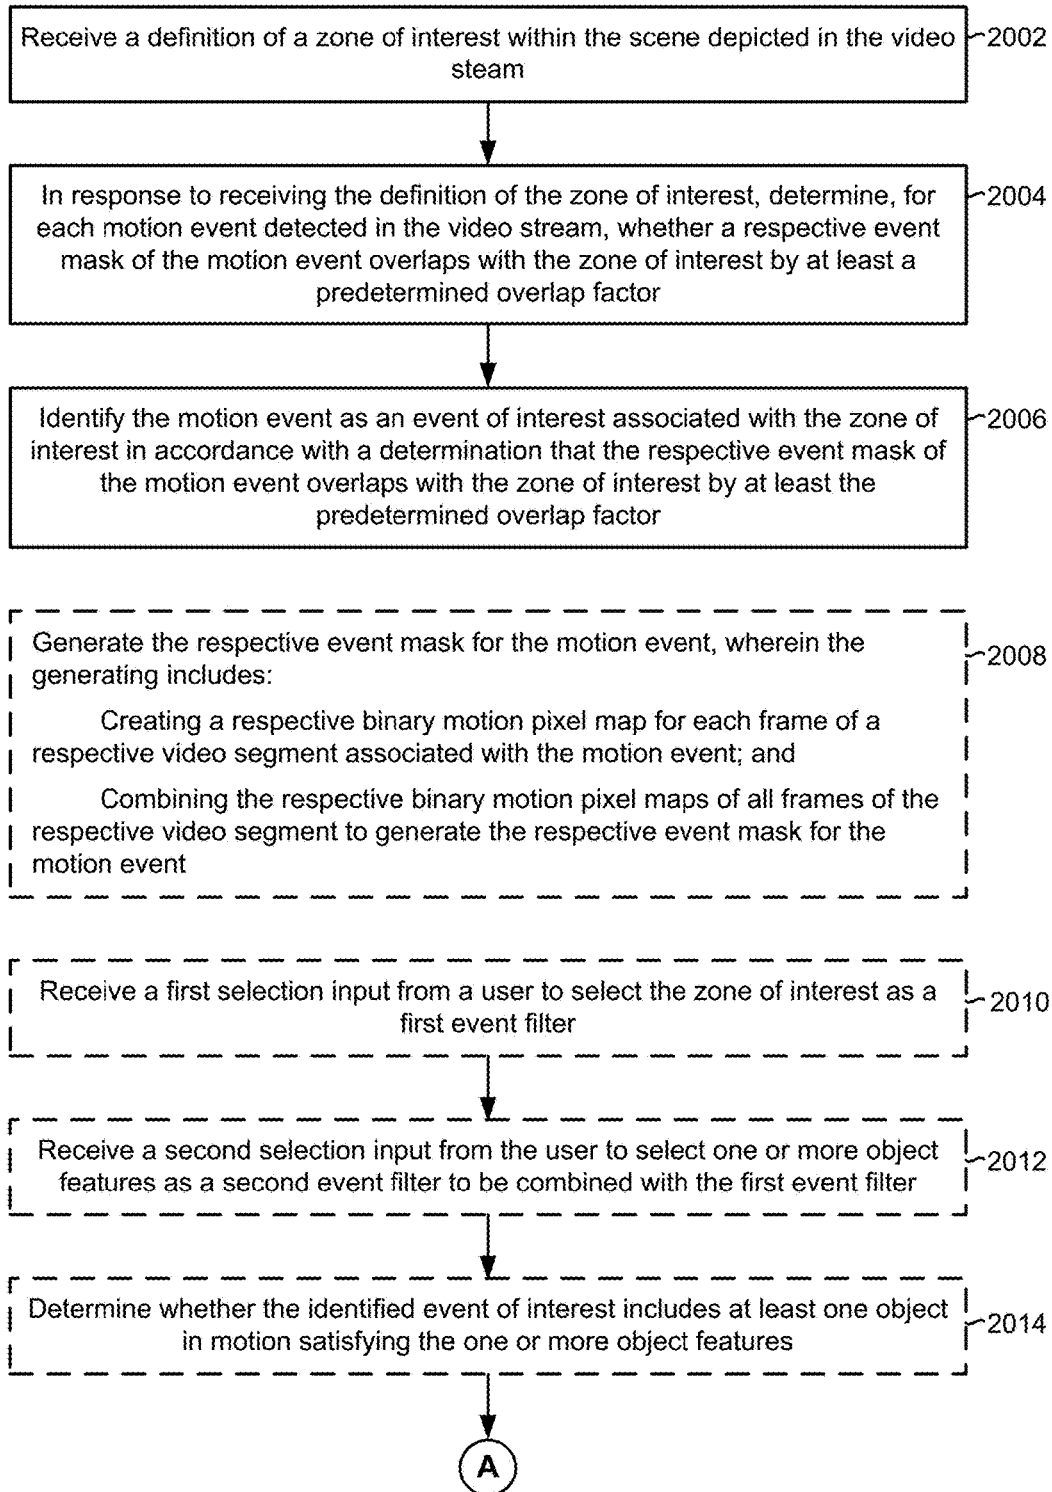 Receive a definition of a zone of interest within the scene depicted in the video
steam
2002
In response to receiving the definition of the zone of interest, determine, for
each motion event detected in the video stream, whether a respective event
mask of the motion event overlaps with the zone of interest by at least a
predetermined overlap factor
2004
Identify the motion event as an event of interest associated with the zone of
interest in accordance with a determination that the respective event mask of
the motion event overlaps with the zone of interest by at least the
predetermined overlap factor
2006
Generate the respective event mask for the motion event, wherein the
generating includes:
Creating a respective binary motion pixel map for each frame of a
respective video segment associated with the motion event; and
Combining the respective binary motion pixel maps of all frames of the
respective video segment to generate the respective event mask for the
motion event
2008
Receive a first selection input from a user to select the zone of interest as a
first event filter
2010
Receive a second selection input from the user to select one or more object
features as a second event filter to be combined with the first event filter
2012
Determine whether the identified event of interest includes at least one object
in motion satisfying the one or more object features
2014
A